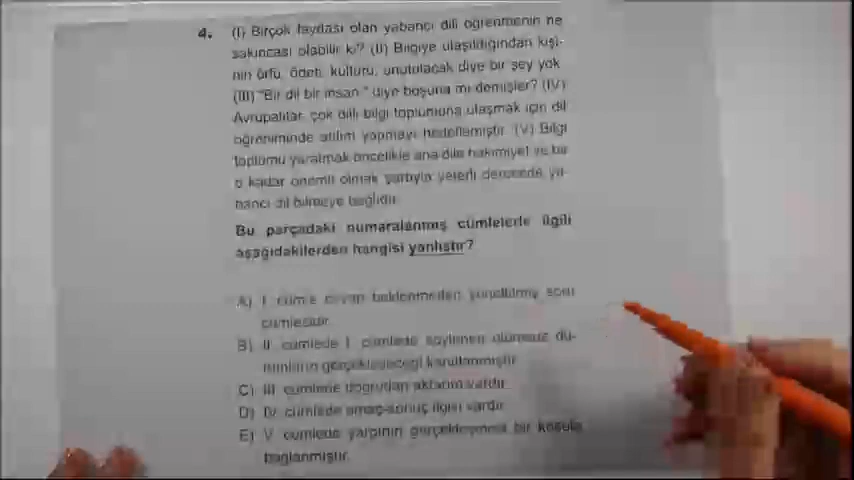 4. (I) Birçok faydası olan yabancı dili öğrenmenin ne
sakıncası olabilir ki? (II) Bilgiye ulaşıldığından kişi-
nin örfü, âdeti, kültürü, unutulacak diye bir şey yok.
(III) "Bir dil bir insan." diye boşuna mı demişler? (IV)
Avrupalılar, çok dilli bilgi toplumuna ulaşmak için dil
öğreniminde atılım yapmayı hedeflemiştir. (V) Bilgi
toplumu yaratmak öncelikle ana dile hakimiyet ve bir
o kadar önemli olmak şartıyla yeterli derecede ya-
bancı dil bilmeye bağlıdır.
Bu parçadaki numaralanmış cümlelerle ilgili
aşağıdakilerden hangisi yanlıştır?
A) I. cümle cevap beklenmeden yöneltilmiş soru
cümlesidir.
B) II. cümlede I. cümlede söylenen olumsuz du-
rumların gerçekleşeceği
C) III. cümlede doğrudan aktarım vardır.
D) IV. cümlede amaç-sonuç ilgisi vardır.
E) V. cümlede yargının gerçekleşmesi bir koşula
bağlanmıştır.